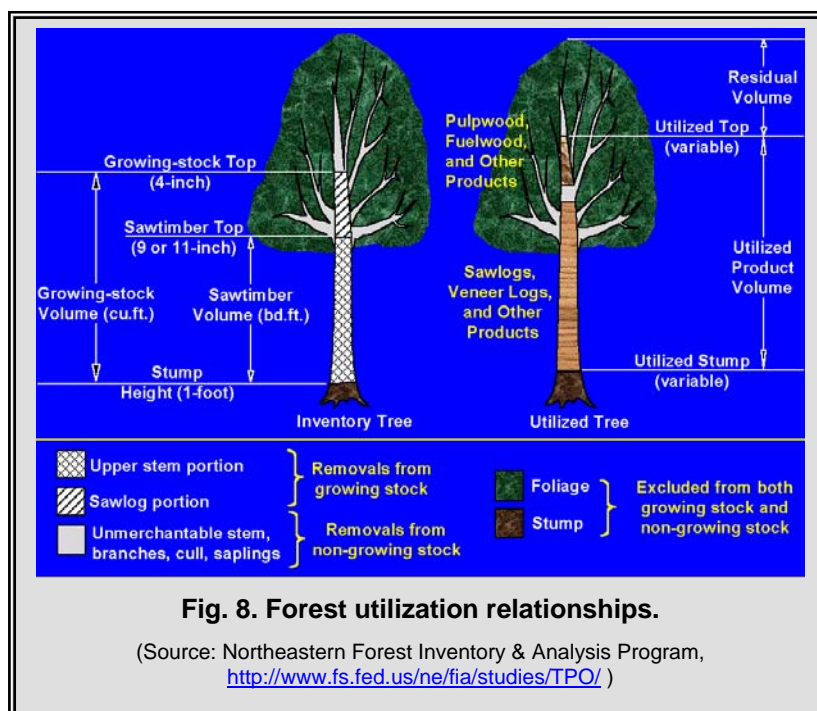 Growing-stock Top
(4-inch)
Sawtimber Top
(9 or 11-inch)
Growing-stock
Volume (cu.ft.)
Sawtimber
Volume (bd.ft.)
Stump
Height (1-foot)
Inventory Tree
Pulpwood,
Fuelwood,
and Other
Products
Sawlogs,
Veneer Logs,
and Other
Products
Residual
Volume
Utilized Top
(variable)
Utilized
Product
Volume
Utilized Stump
(variable)
Utilized Tree
Upper stem portion
Sawlog portion
Removals from
growing stock
Unmerchantable stem,
branches, cull, saplings
Removals from
non-growing stock
Foliage
Stump
Excluded from both
growing stock and
non-growing stock
Fig. 8. Forest utilization relationships.
(Source: Northeastern Forest Inventory & Analysis Program,
http://www.fs.fed.us/ne/fia/studies/TPO/ )